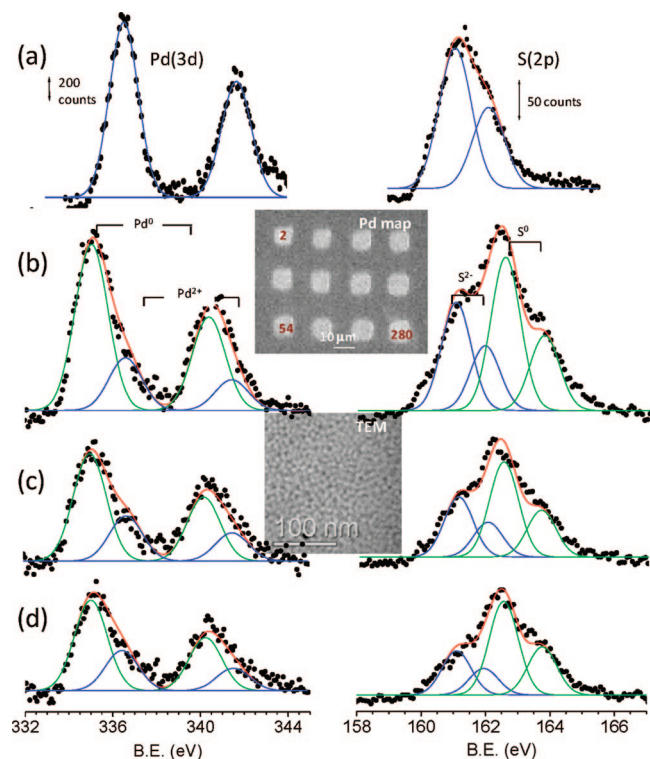 (a)
Pd(3d)
200
counts
S(2p)
50 counts
(b)
Pd⁰
Pd²⁺
Pd map
2
54
280
10 µm
S⁰
S²⁻
(c)
TEM
100 nm
(d)
332 336 340 344
B.E. (eV)
158 160 162 164 166
B.E. (eV)